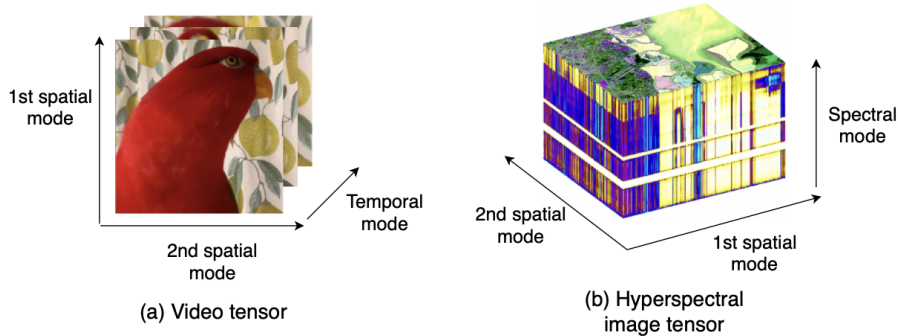 1st spatial
mode
2nd spatial
mode
Temporal
mode
(a) Video tensor
Spectral
mode
2nd spatial
mode
1st spatial
mode
(b) Hyperspectral
image tensor